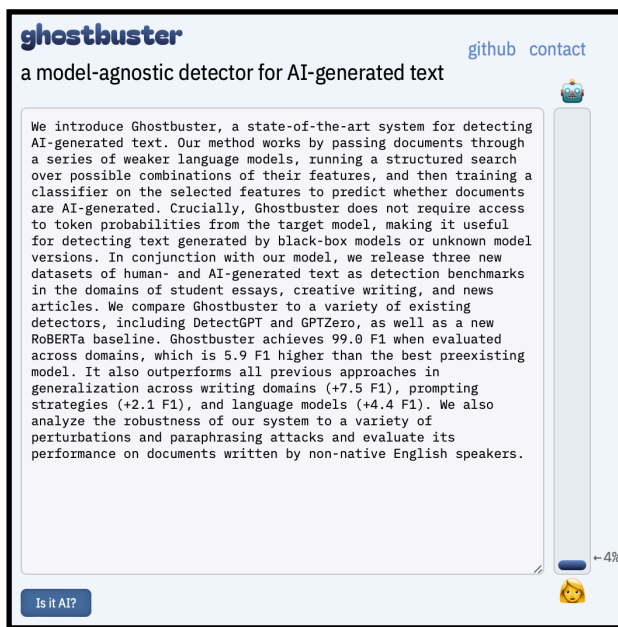 ghostbuster
github contact
a model-agnostic detector for AI-generated text
We introduce Ghostbuster, a state-of-the-art system for detecting
AI-generated text. Our method works by passing documents through
a series of weaker language models, running a structured search
over possible combinations of their features, and then training a
classifier on the selected features to predict whether documents
are AI-generated. Crucially, Ghostbuster does not require access
to token probabilities from the target model, making it useful
for detecting text generated by black-box models or unknown model
versions. In conjunction with our model, we release three new
datasets of human- and AI-generated text as detection benchmarks
in the domains of student essays, creative writing, and news
articles. We compare Ghostbuster to a variety of existing
detectors, including DetectGPT and GPTZero, as well as a new
RoBERTa baseline. Ghostbuster achieves 99.0 F1 when evaluated
across domains, which is 5.9 F1 higher than the best preexisting
model. It also outperforms all previous approaches in
generalization across writing domains (+7.5 F1), prompting
strategies (+2.1 F1), and language models (+4.4 F1). We also
analyze the robustness of our system to a variety of
perturbations and paraphrasing attacks and evaluate its
performance on documents written by non-native English speakers.
←4%
Is it AI?